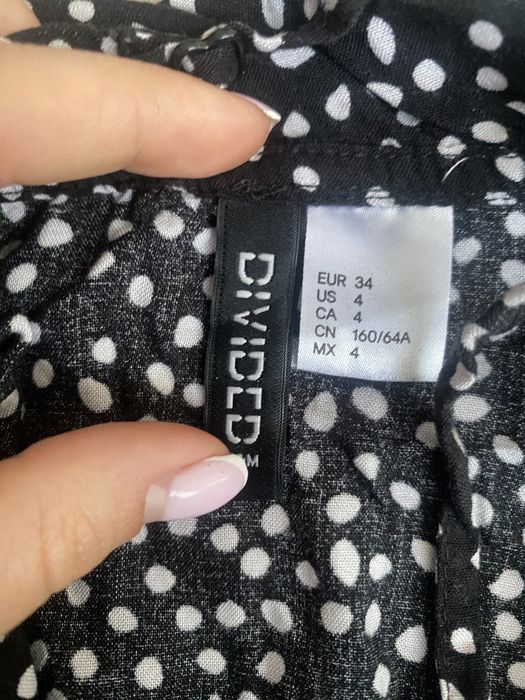 DIVIDED
EUR 34
US 4
CA 4
CN 160/64A
MX 4